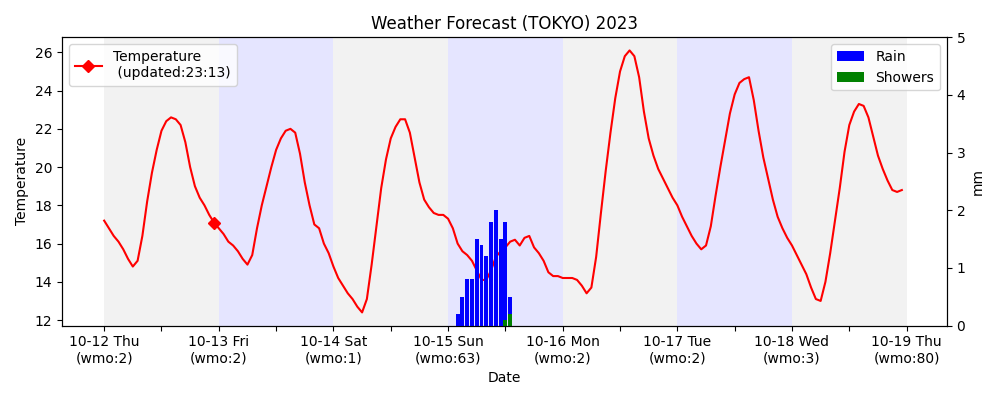 Weather Forecast (TOKYO) 2023
Temperature
(updated:23:13)
Rain
Showers
26
24
22
20
18
16
14
12
Temperature
5
4
3
2
1
0
mm
10-12 Thu
(wmo:2)
10-13 Fri
(wmo:2)
10-14 Sat
(wmo:1)
10-15 Sun
(wmo:63)
10-16 Mon
(wmo:2)
10-17 Tue
(wmo:2)
10-18 Wed
(wmo:3)
10-19 Thu
(wmo:80)
Date